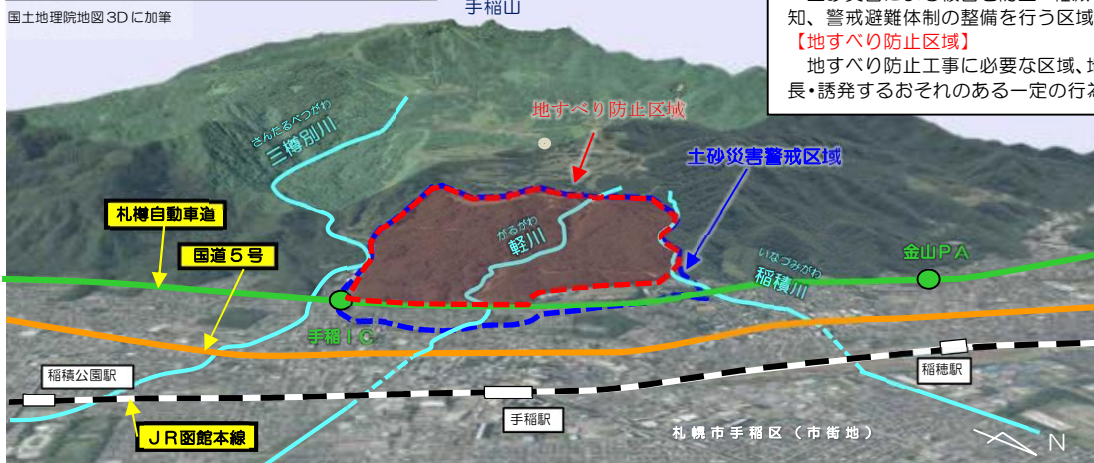 国土地理院地図3Dに加筆
手稲山
知、警戒避難体制の整備を行う区域
【地すべり防止区域】
地すべり防止工事に必要な区域、地
長・誘発するおそれのある一定の行為
地すべり防止区域
さんたるべつがわ
三樽別川
土砂災害警戒区域
札樽自動車道
がるがわ
軽川
国道5号
いなづみがわ
稲積川
金山PA
手稲IC
稲積公園駅
稲穂駅
手稲駅
JR函館本線
札幌市手稲区(市街地)
N